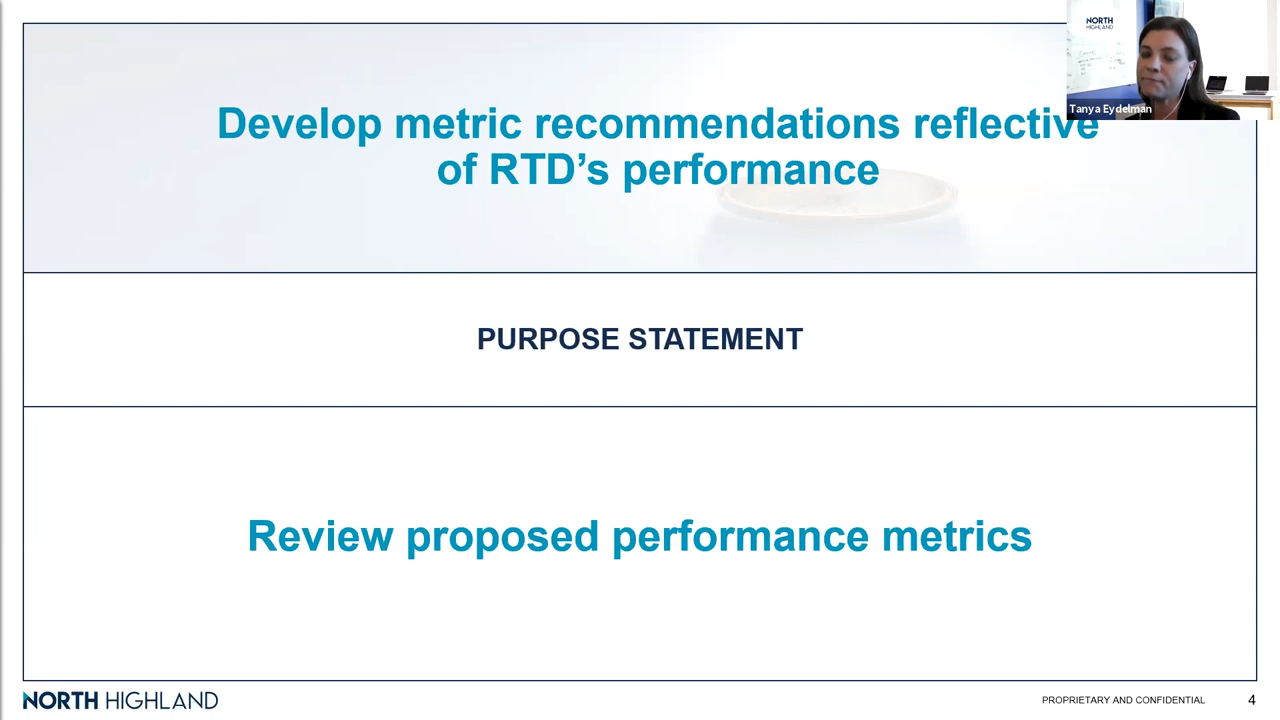 NORTH
HIGHLAND
Tanya Eydelman
Develop metric recommendations reflective
of RTD’s performance
PURPOSE STATEMENT
Review proposed performance metrics
NORTH HIGHLAND
PROPRIETARY AND CONFIDENTIAL
4